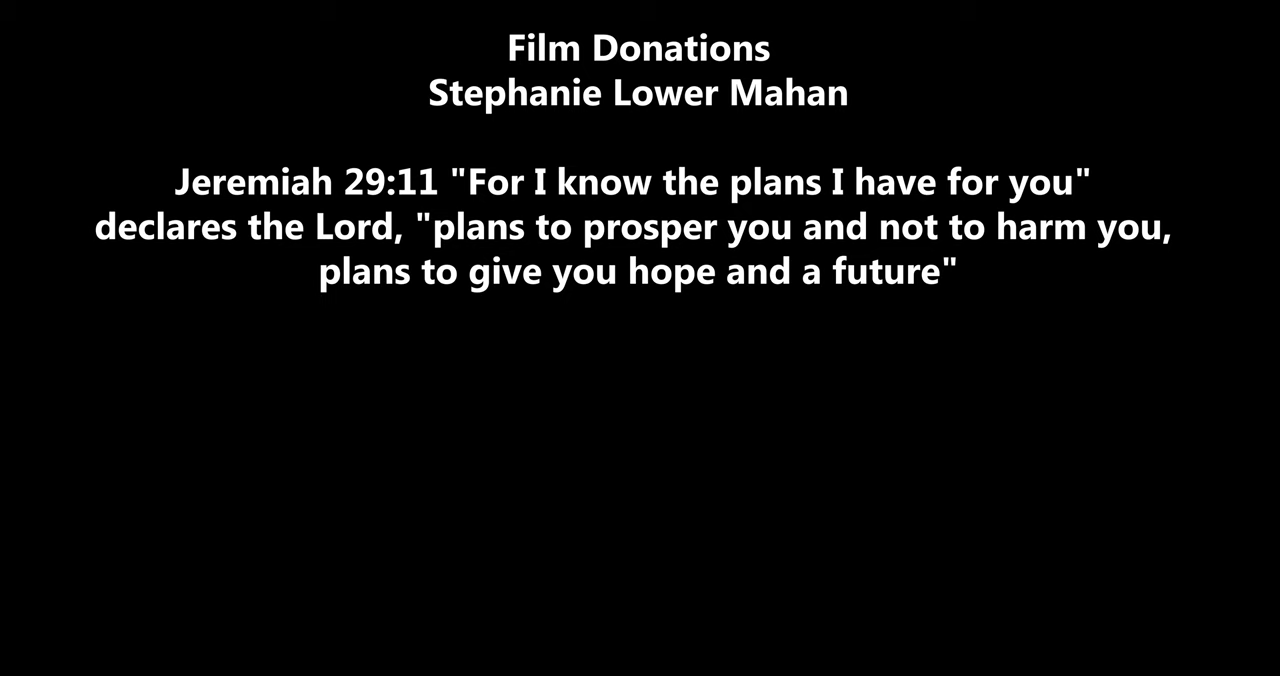 Film Donations
Stephanie Lower Mahan
Jeremiah 29:11 "For I know the plans I have for you"
declares the Lord, "plans to prosper you and not to harm you,
plans to give you hope and a future"